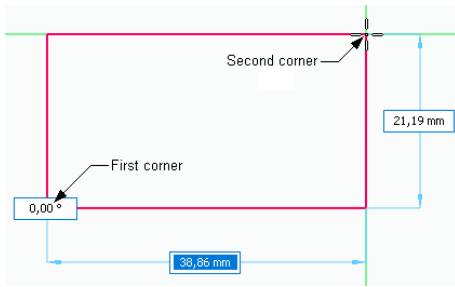 Second corner
21,19 mm
First corner
0,00 °
38,86 mm